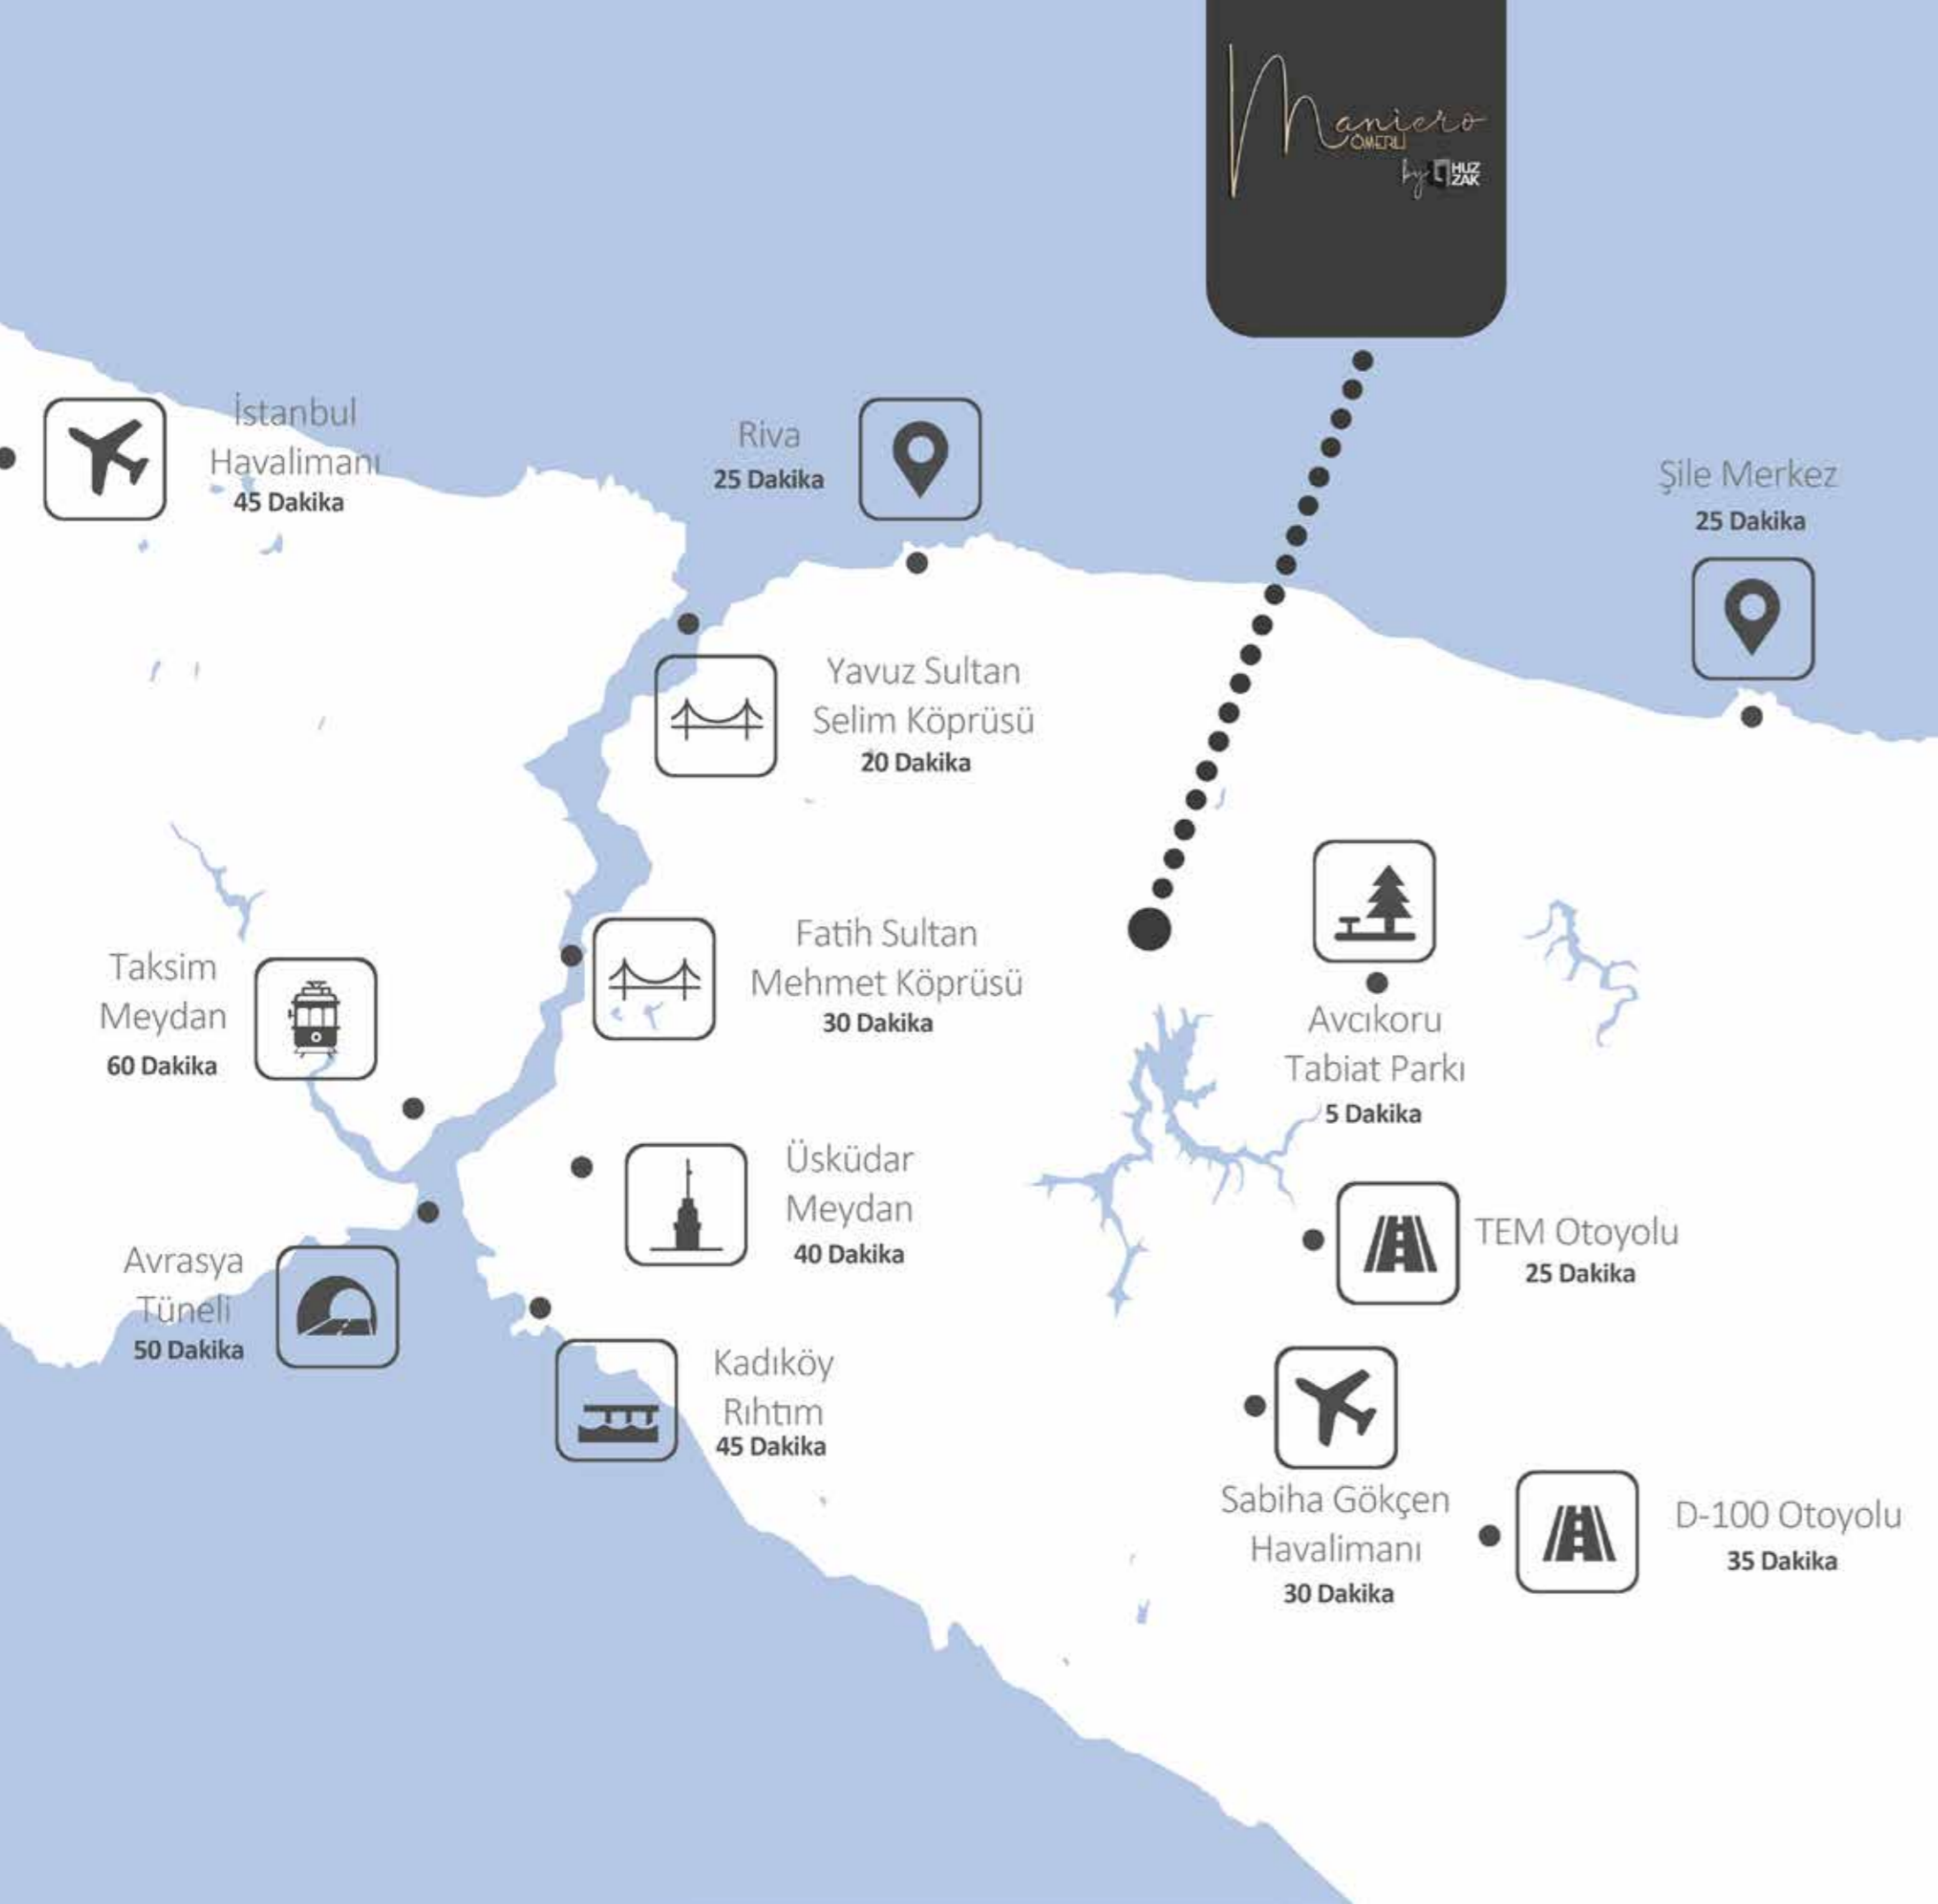 Maniero
ÖMERLİ
by HUZ
ZAK
İstanbul
Havalimanı
45 Dakika
Riva
25 Dakika
Şile Merkez
25 Dakika
Yavuz Sultan
Selim Köprüsü
20 Dakika
Fatih Sultan
Mehmet Köprüsü
30 Dakika
Taksim
Meydan
60 Dakika
Avcıkoru
Tabiat Parkı
5 Dakika
Üsküdar
Meydan
40 Dakika
TEM Otoyolu
25 Dakika
Avrasya
Tüneli
50 Dakika
Kadıköy
Rıhtım
45 Dakika
Sabiha Gökçen
Havalimanı
30 Dakika
D-100 Otoyolu
35 Dakika